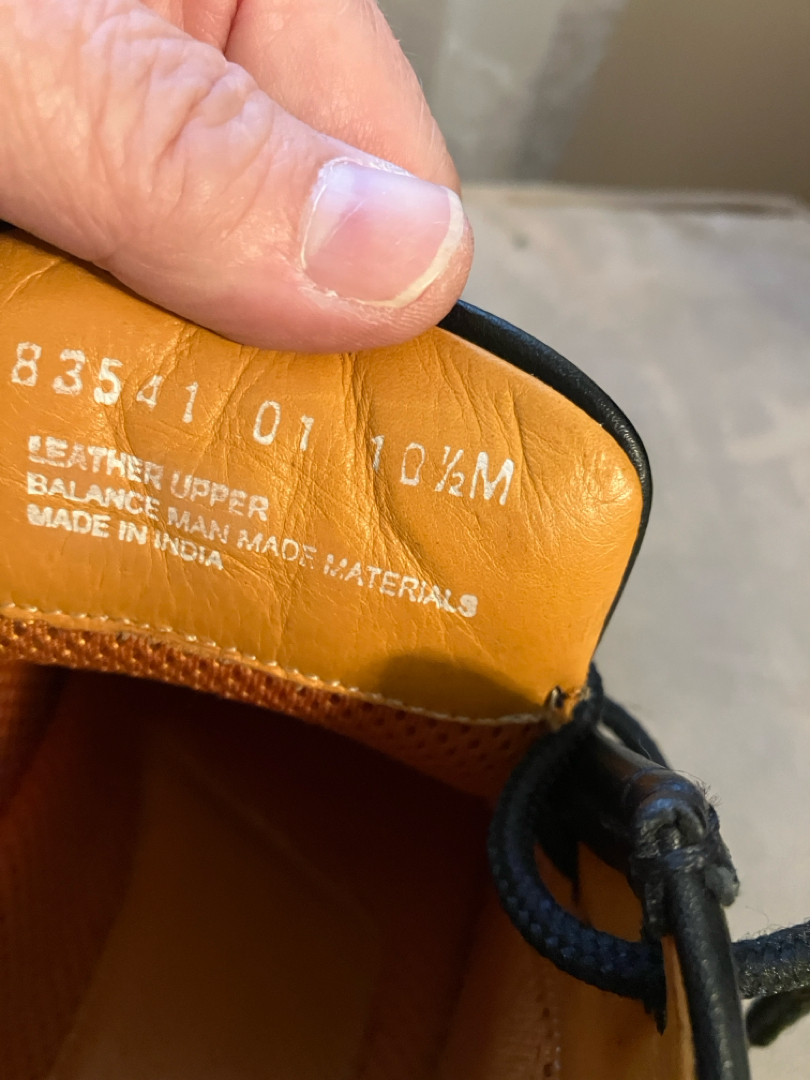 83541 01 10½M
LEATHER UPPER
BALANCE MAN MADE MATERIALS
MADE IN INDIA